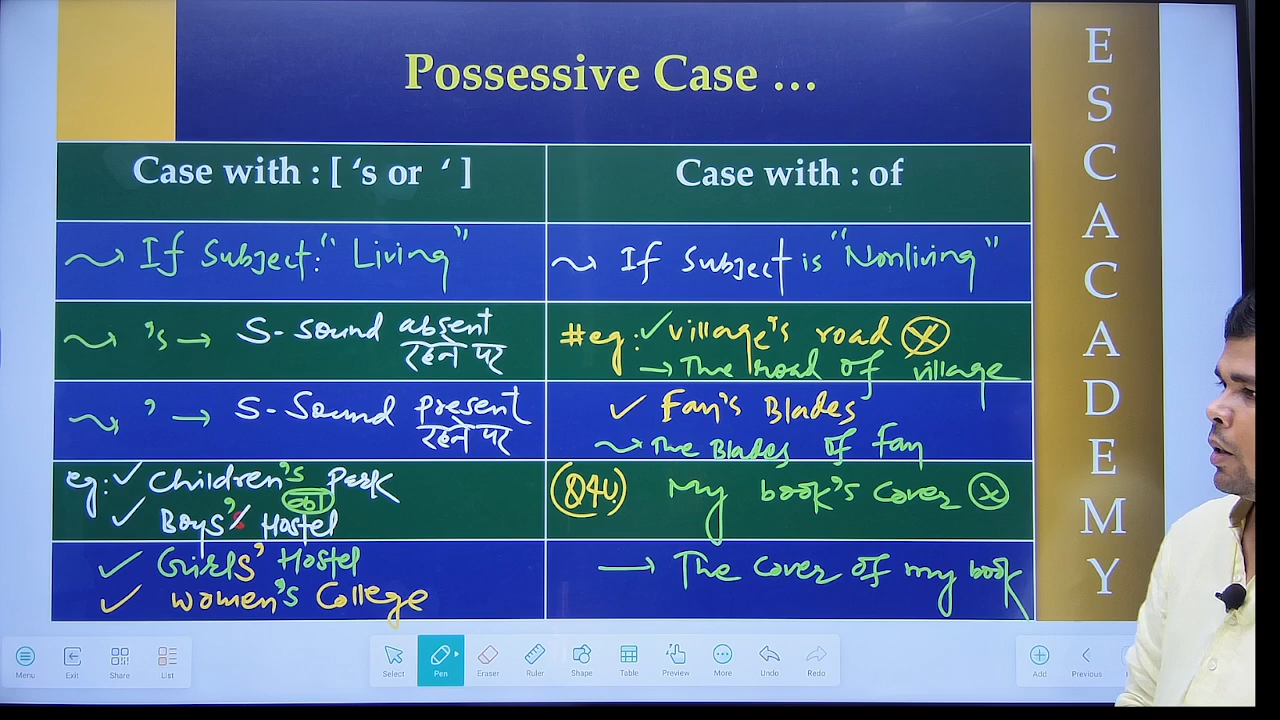 Possessive Case ...
Case with : [ 's or ' ]
Case with : of
If Subject: "Living"
If Subject is "Nonliving"
's → S-Sound absent
रहने पर
#eg: ✓ village's road ⊗
→ The road of village
' → S-Sound present
रहने पर
✓ Fan's Blades
The Blades of fan
eg: ✓ Children's Park
✓ Boys' Hostel
My book's cover ⊗
✓ Girls' Hostel
✓ Women's College
→ The cover of my book
ESCACADEMY
Menu
Exit
Share
List
Select
Pen
Eraser
Ruler
Shape
Table
Preview
More
Undo
Redo
Add
Previous